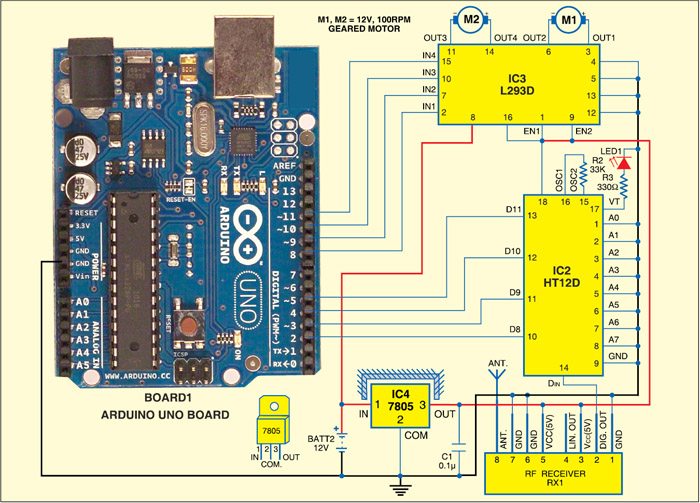 M1, M2 = 12V, 100RPM
GEARED MOTOR
M2
M1
OUT3
OUT4
OUT2
OUT1
11
14
6
3
IN4
15
4
IN3
10
5
IN2
7
13
IN1
2
12
IC3
L293D
8
16
1
9
EN1
EN2
LED1
R2
33K
R3
330Ω
OSC1
OSC2
18
16
15
17
VT
D11
13
D10
12
D9
11
D8
10
IC2
HT12D
1
A0
2
A1
3
A2
4
A3
5
A4
6
A5
7
A6
8
A7
9
GND
14
DIN
AREF
GND
13
12
~11
~10
~9
8
7
~6
~5
4
~3
2
TX→1
RX←0
DIGITAL (PWM~)
RX
TX
L
RESET-EN
ARDUINO
UNO
RESET
3.3V
5V
GND
GND
Vin
POWER
A0
A1
A2
A3
A4
A5
ANALOG IN
RESET
ICSP
ON
WWW.ARDUINO.CC
47
25V
47
25V
BOARD1
ARDUINO UNO BOARD
7805
1 2 3
IN
OUT
COM.
BATT2
12V
IN
1
IC4
7805
3
OUT
2
COM
C1
0.1µ
ANT.
ANT.
GND
GND
VCC(5V)
LIN. OUT
Vcc(5V)
DIG. OUT
GND
8
7
6
5
4
3
2
1
RF RECEIVER
RX1